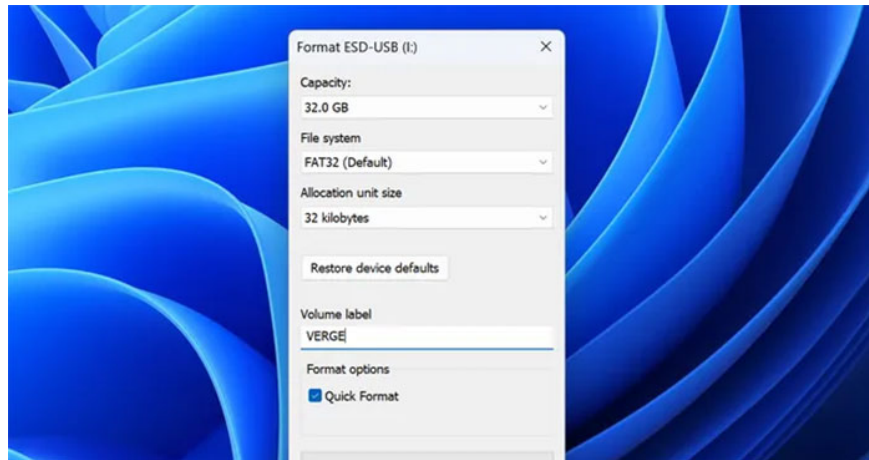 Format ESD-USB (I:)
Capacity:
32.0 GB
File system
FAT32 (Default)
Allocation unit size
32 kilobytes
Restore device defaults
Volume label
VERGE
Format options
Quick Format